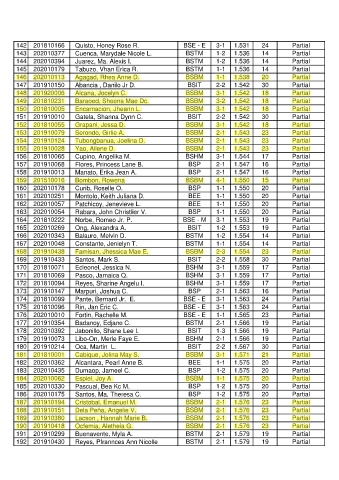 142 201810166 Quisto, Honey Rose R. BSE - E 3-1 1.531 24 Partial
143 202010377 Cuenca, Marydale Nicole L. BSTM 1-2 1.536 14 Partial
144 202010394 Juarez, Ma. Alexis I. BSTM 1-2 1.536 14 Partial
145 202010179 Tabuzo, Vhan Erica R. BSTM 1-1 1.536 14 Partial
146 202010113 Agagad, Rhea Anne D. BSBM 1-1 1.538 20 Partial
147 201910150 Abancia, Danilo Jr D. BSIT 2-2 1.542 30 Partial
148 201920006 Alcana, Jocelyn C. BSBM 3-1 1.542 18 Partial
149 201810231 Baraood, Sheena Mae Dc. BSBM 3-2 1.542 18 Partial
150 201810005 Encarnacion, Jhearn L. BSBM 3-1 1.542 18 Partial
151 201910010 Gatela, Shanna Dynn C. BSIT 2-2 1.542 30 Partial
152 201810055 Grajpani, Jessa D. BSBM 3-1 1.542 18 Partial
153 201910079 Serondo, Girlie A. BSBM 2-1 1.543 23 Partial
154 201910124 Tubongbanua, Joelina D. BSBM 2-1 1.543 23 Partial
155 201910028 Yao, Ailene D. BSBM 2-1 1.543 23 Partial
156 201810065 Cupino, Angelika M. BSHM 3-1 1.544 17 Partial
157 201910068 Flores, Princess Lane B. BSP 2-1 1.547 16 Partial
158 201910013 Manato, Erika Jean A. BSP 2-1 1.547 16 Partial
159 201510016 Bombon, Rowena BSBM 4-1 1.550 15 Partial
160 202010178 Curib, Roselle O. BSP 1-1 1.550 20 Partial
161 202010251 Montolo, Keith Juliana D. BEE 1-1 1.550 20 Partial
162 202010057 Patchicoy, Jenevieve L. BEE 1-1 1.550 20 Partial
163 202010054 Rabara, John Christlier V. BSP 1-1 1.550 20 Partial
164 201810222 Norbe, Romeo Jr. P. BSE - M 3-1 1.553 19 Partial
165 202010269 Ong, Alexandra A. BSIT 1-2 1.553 19 Partial
166 202010043 Balauro, Melvin D. BSTM 1-2 1.554 14 Partial
167 202010048 Constante, Jenielyn T. BSTM 1-1 1.554 14 Partial
168 201910438 Famisan, Jhessica Mae E. BSBM 2-3 1.554 23 Partial
169 201910433 Santos, Mark S. BSIT 2-2 1.558 30 Partial
170 201810071 Ecleonel, Jessica N. BSHM 3-1 1.559 17 Partial
171 201810069 Pasco, Jamaica Q. BSHM 3-1 1.559 17 Partial
172 201810094 Reyes, Sharine Angelu I. BSHM 3-1 1.559 17 Partial
173 201910147 Marpuri, Joshua C. BSP 2-1 1.563 16 Partial
174 201810099 Pante, Bernard Jr. E. BSE - E 3-1 1.563 24 Partial
175 201810096 Rin, Jan Eric C. BSE - E 3-1 1.563 24 Partial
176 202010010 Fortin, Rachelle M. BSE - E 1-1 1.565 23 Partial
177 201910354 Badanoy, Edjane C. BSTM 2-1 1.566 19 Partial
178 202010392 Jabonillo, Shane Lee I. BSIT 1-3 1.566 19 Partial
179 201910073 Libo-On, Merle Faye E. BSHM 2-1 1.566 19 Partial
180 201910214 Oca, Martin I. BSIT 2-2 1.567 30 Partial
181 201810001 Cabique, Jolina May S. BSBM 3-1 1.571 21 Partial
182 202010362 Alcantara, Pearl Anne B. BEE 1-1 1.575 20 Partial
183 202010435 Dumaop, Jameel C. BSP 1-2 1.575 20 Partial
184 202010062 Espiel, Joy A. BSBM 1-1 1.575 20 Partial
185 202010330 Pascual, Bea Kc M. BSP 1-2 1.575 20 Partial
186 202010175 Santos, Ma. Theresa C. BSP 1-2 1.575 20 Partial
187 201910194 Cristobal, Emanuel M. BSBM 2-1 1.576 23 Partial
188 201910151 Dela Peña, Angelie V. BSBM 2-1 1.576 23 Partial
189 201910380 Lacson, Hannah Marie B. BSBM 2-1 1.576 23 Partial
190 201910418 Ocfemia, Aletheia G. BSBM 2-1 1.576 23 Partial
191 201910299 Buenavente, Myla A. BSTM 2-1 1.579 19 Partial
192 201910430 Reyes, Phrannces Ann Nicolle BSTM 2-1 1.579 19 Partial